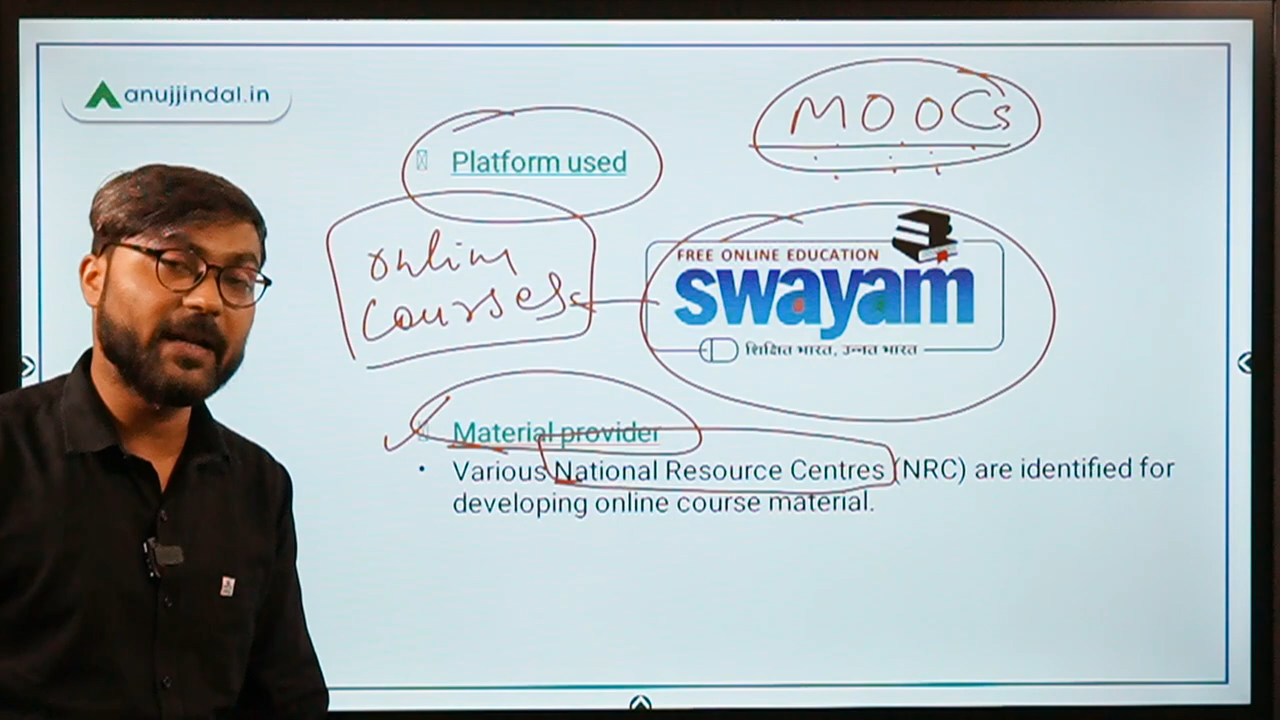 anujjindal.in
MOOCs
Platform used
online
courses
FREE ONLINE EDUCATION
swayam
शिक्षित भारत, उन्नत भारत
Material provider
• Various National Resource Centres (NRC) are identified for
developing online course material.